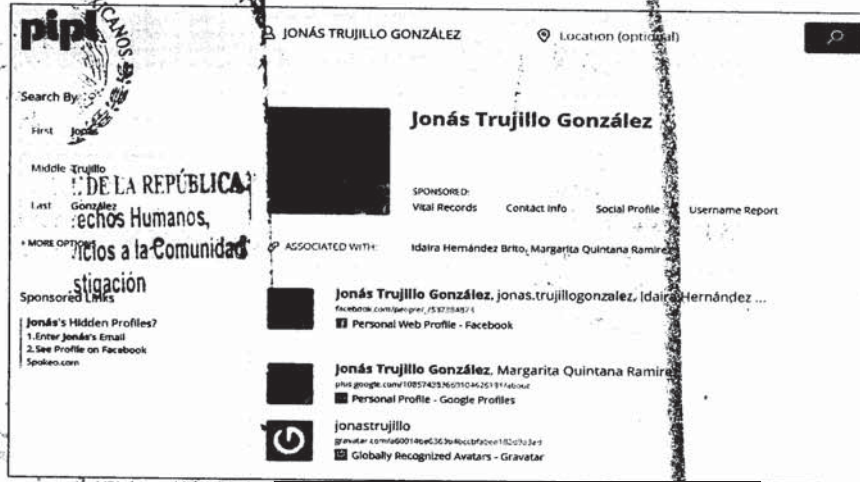 pipl
JONÁS TRUJILLO GONZÁLEZ
Location (optional)
ICANOS
Search By
First Jonás
Middle Trujillo
Last González
+ MORE OPTIONS
DE LA REPÚBLICA
echos Humanos,
icios a la Comunidad
stigación
Sponsored Links
Jonás's Hidden Profiles?
1.Enter Jonás's Email
2.See Profile on Facebook
Spokeo.com
Jonás Trujillo González
SPONSORED:
Vital Records Contact Info Social Profile Username Report
ASSOCIATED WITH: Idaira Hernández Brito, Margarita Quintana Ramirez
Jonás Trujillo González, jonas.trujillogonzalez, Idaira Hernández ...
Personal Web Profile - Facebook
Jonás Trujillo González, Margarita Quintana Ramirez
Personal Profile - Google Profiles
jonastrujillo
Globally Recognized Avatars - Gravatar